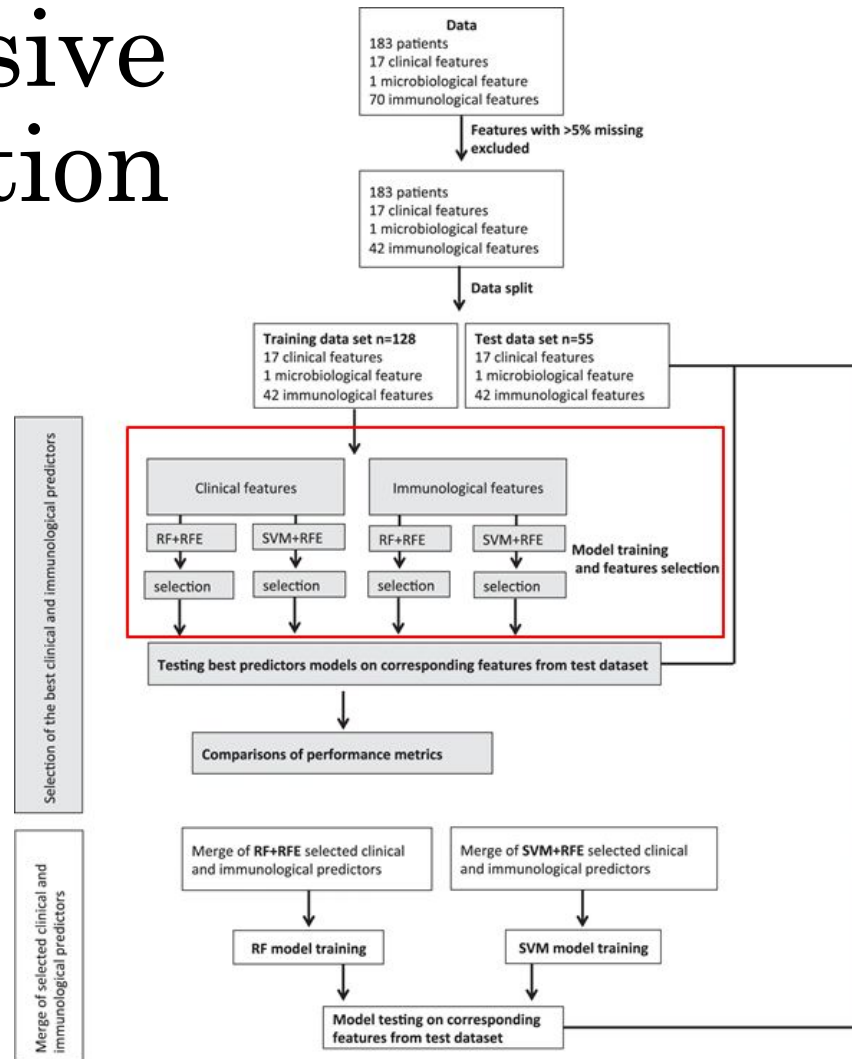 sive
tion
Data
183 patients
17 clinical features
1 microbiological feature
70 immunological features
Features with >5% missing
excluded
183 patients
17 clinical features
1 microbiological feature
42 immunological features
Data split
Training data set n=128
17 clinical features
1 microbiological feature
42 immunological features
Test data set n=55
17 clinical features
1 microbiological feature
42 immunological features
Selection of the best clinical and immunological predictors
Clinical features
Immunological features
RF+RFE
SVM+RFE
RF+RFE
SVM+RFE
Model training
and features selection
selection
selection
selection
selection
Testing best predictors models on corresponding features from test dataset
Comparisons of performance metrics
Merge of selected clinical and
immunological predictors
Merge of RF+RFE selected clinical
and immunological predictors
Merge of SVM+RFE selected clinical
and immunological predictors
RF model training
SVM model training
Model testing on corresponding
features from test dataset